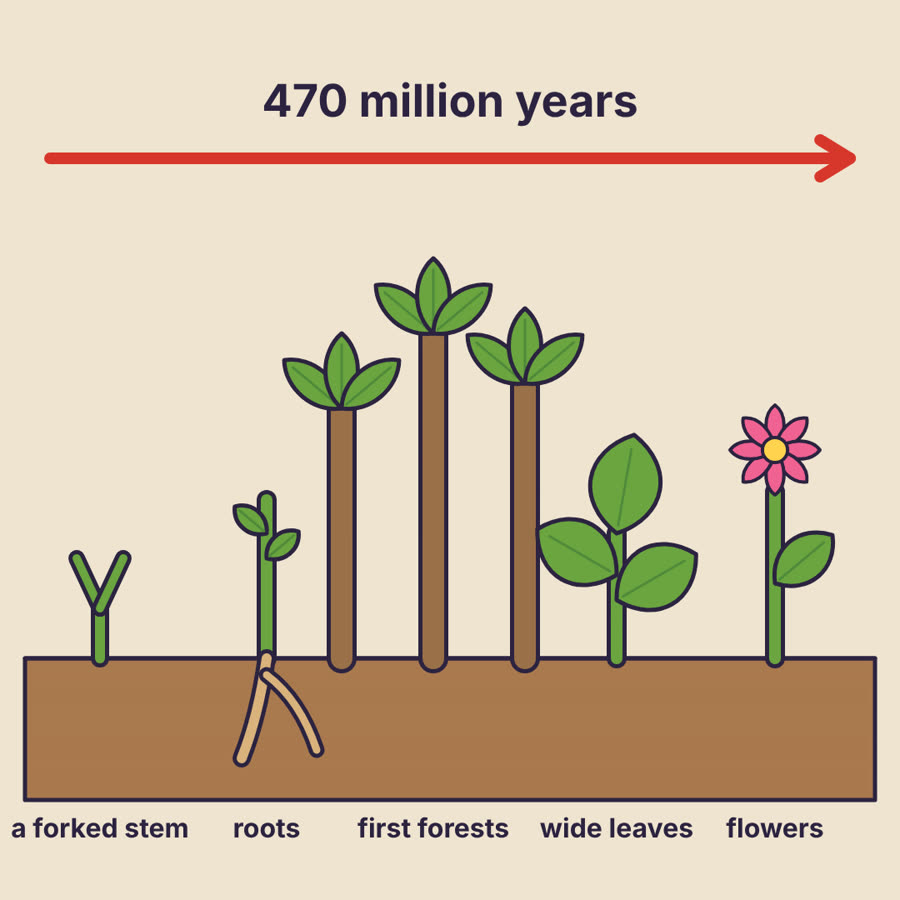 470 million years
a forked stem
roots
first forests
wide leaves
flowers